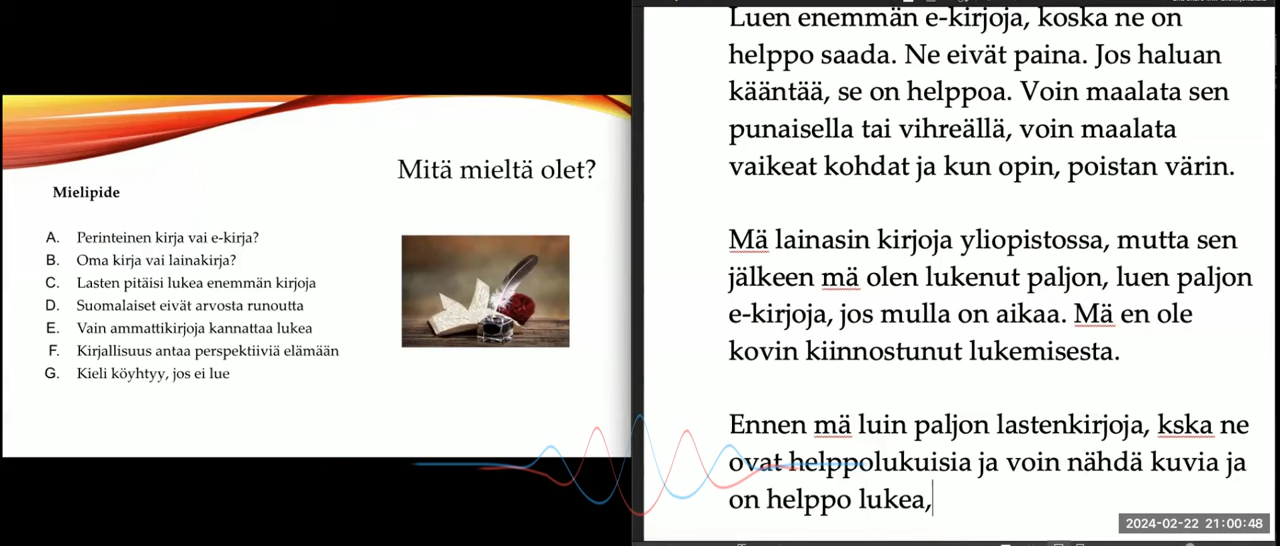 Mitä mieltä olet?
Mielipide
A. Perinteinen kirja vai e-kirja?
B. Oma kirja vai lainakirja?
C. Lasten pitäisi lukea enemmän kirjoja
D. Suomalaiset eivät arvosta runoutta
E. Vain ammattikirjoja kannattaa lukea
F. Kirjallisuus antaa perspektiiviä elämään
G. Kieli köyhtyy, jos ei lue
Luen enemmän e-kirjoja, koska ne on
helppo saada. Ne eivät paina. Jos haluan
kääntää, se on helppoa. Voin maalata sen
punaisella tai vihreällä, voin maalata
vaikeat kohdat ja kun opin, poistan värin.
Mä lainasin kirjoja yliopistossa, mutta sen
jälkeen mä olen lukenut paljon, luen paljon
e-kirjoja, jos mulla on aikaa. Mä en ole
kovin kiinnostunut lukemisesta.
Ennen mä luin paljon lastenkirjoja, kska ne
ovat helppolukuisia ja voin nähdä kuvia ja
on helppo lukea,
2024-02-22 21:00:48